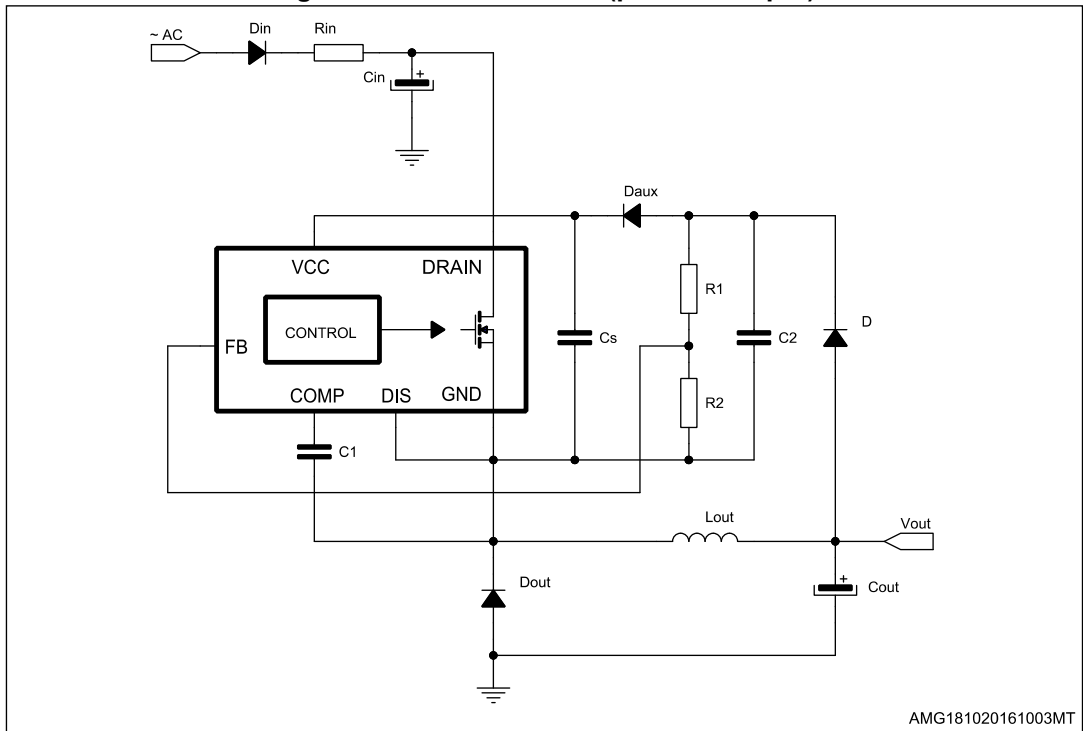 ~ AC
Din
Rin
Cin
+
Daux
VCC
DRAIN
R1
D
CONTROL
Cs
C2
FB
R2
COMP
DIS
GND
C1
Lout
Vout
Dout
+
Cout
AMG181020161003MT